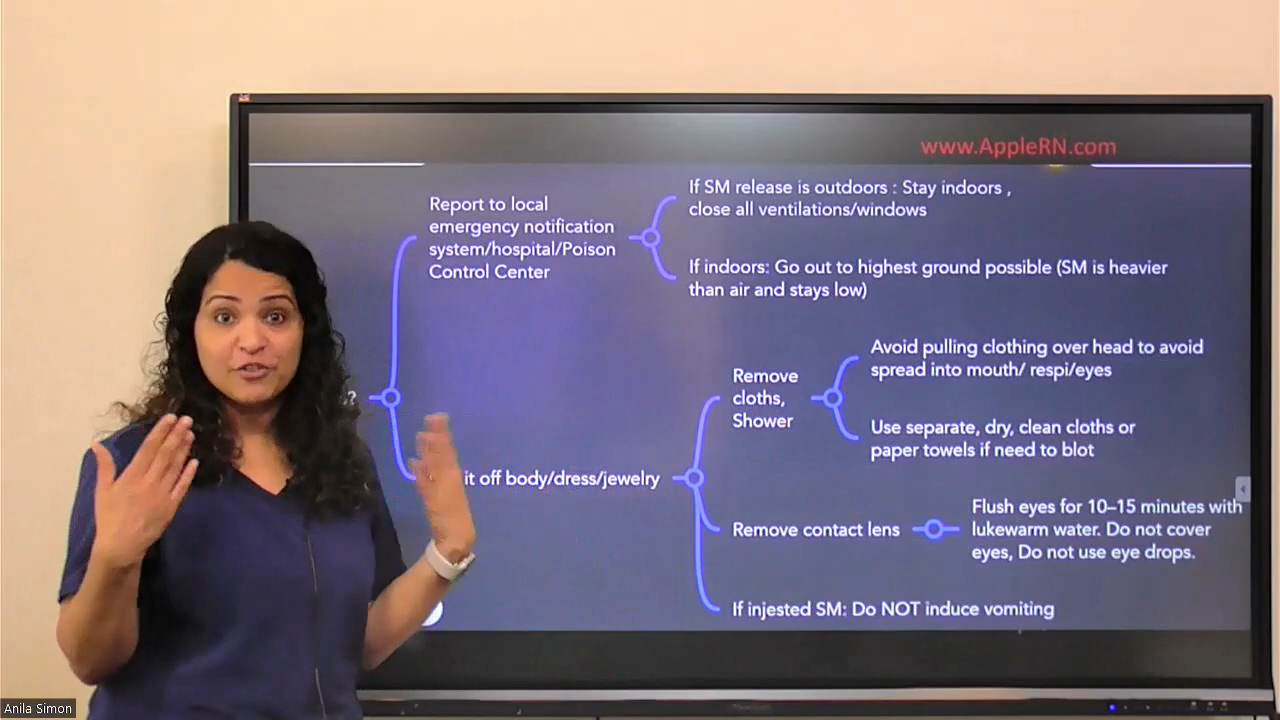 www.AppleRN.com
Report to local
emergency notification
system/hospital/Poison
Control Center
If SM release is outdoors : Stay indoors ,
close all ventilations/windows
If indoors: Go out to highest ground possible (SM is heavier
than air and stays low)
?
it off body/dress/jewelry
Remove
cloths,
Shower
Avoid pulling clothing over head to avoid
spread into mouth/ respi/eyes
Use separate, dry, clean cloths or
paper towels if need to blot
Remove contact lens
Flush eyes for 10–15 minutes with
lukewarm water. Do not cover
eyes, Do not use eye drops.
If injested SM: Do NOT induce vomiting
Anila Simon